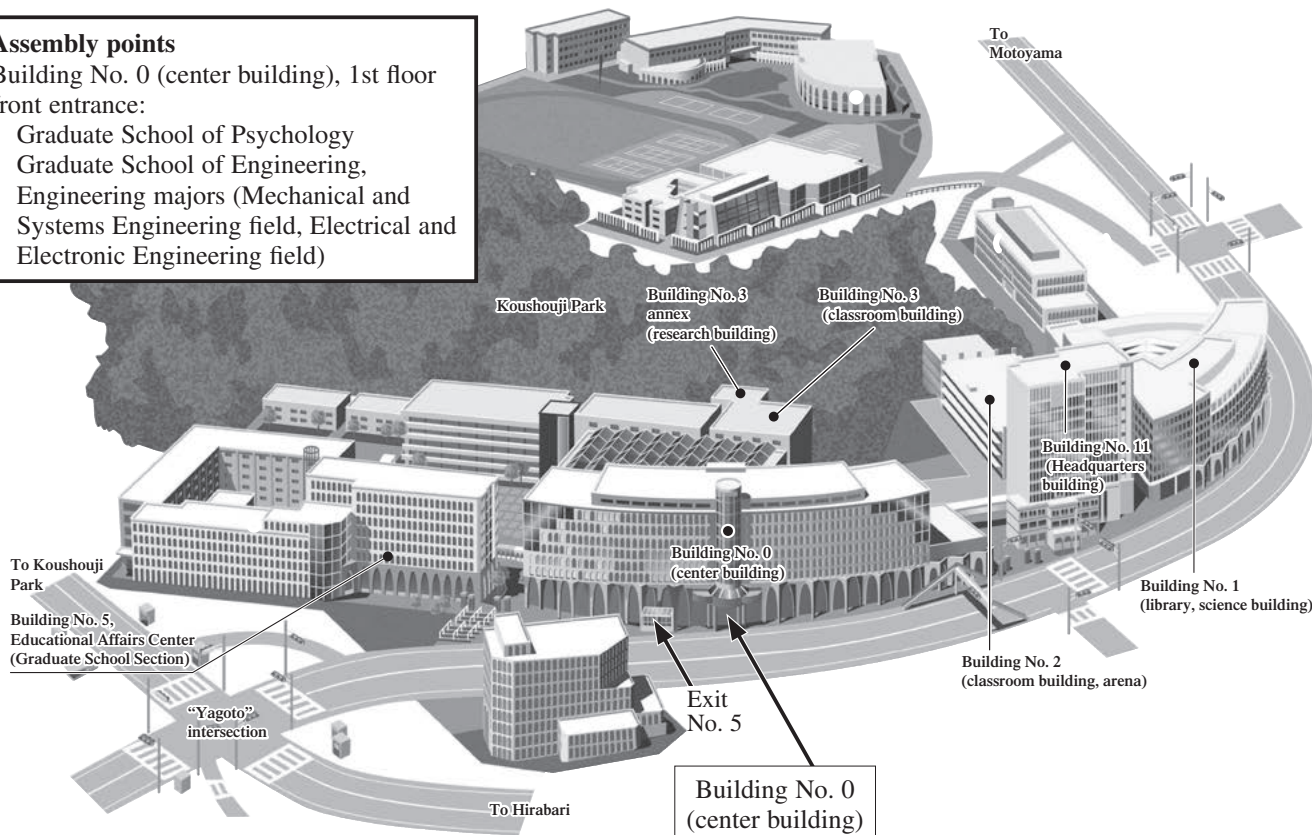 Assembly points
Building No. 0 (center building), 1st floor
front entrance:
Graduate School of Psychology
Graduate School of Engineering,
Engineering majors (Mechanical and
Systems Engineering field, Electrical and
Electronic Engineering field)
To
Motoyama
Koushouji Park
Building No. 3
annex
(research building)
Building No. 3
(classroom building)
Building No. 11
(Headquarters
building)
Building No. 0
(center building)
To Koushouji
Park
Building No. 5,
Educational Affairs Center
(Graduate School Section)
Building No. 1
(library, science building)
Building No. 2
(classroom building, arena)
Exit
No. 5
"Yagoto"
intersection
To Hirabari
Building No. 0
(center building)